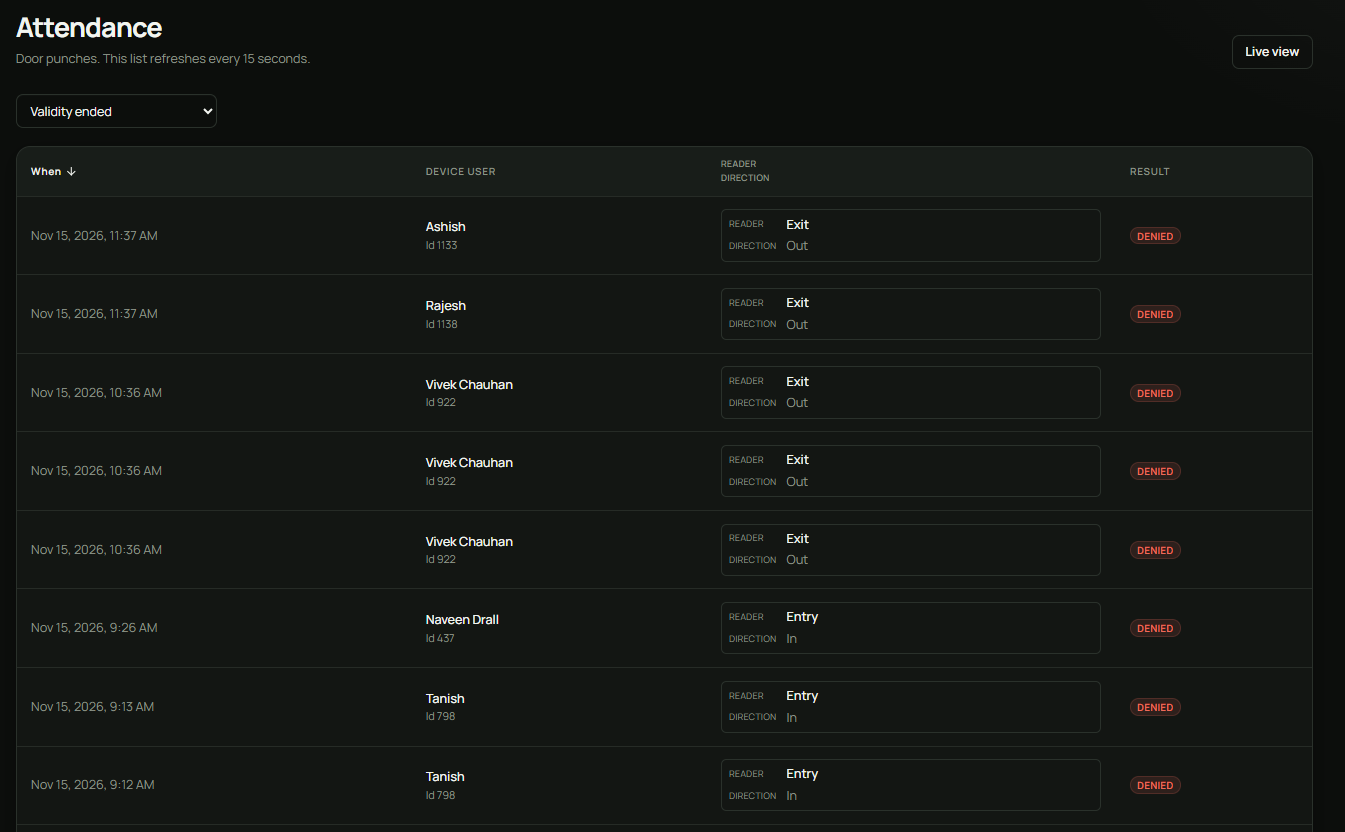 Attendance
Door punches. This list refreshes every 15 seconds.
Live view
Validity ended
When ↓
DEVICE USER
READER
DIRECTION
RESULT
Nov 15, 2026, 11:37 AM
Ashish
Id 1133
READER Exit
DIRECTION Out
DENIED
Nov 15, 2026, 11:37 AM
Rajesh
Id 1138
READER Exit
DIRECTION Out
DENIED
Nov 15, 2026, 10:36 AM
Vivek Chauhan
Id 922
READER Exit
DIRECTION Out
DENIED
Nov 15, 2026, 10:36 AM
Vivek Chauhan
Id 922
READER Exit
DIRECTION Out
DENIED
Nov 15, 2026, 10:36 AM
Vivek Chauhan
Id 922
READER Exit
DIRECTION Out
DENIED
Nov 15, 2026, 9:26 AM
Naveen Drall
Id 437
READER Entry
DIRECTION In
DENIED
Nov 15, 2026, 9:13 AM
Tanish
Id 798
READER Entry
DIRECTION In
DENIED
Nov 15, 2026, 9:12 AM
Tanish
Id 798
READER Entry
DIRECTION In
DENIED